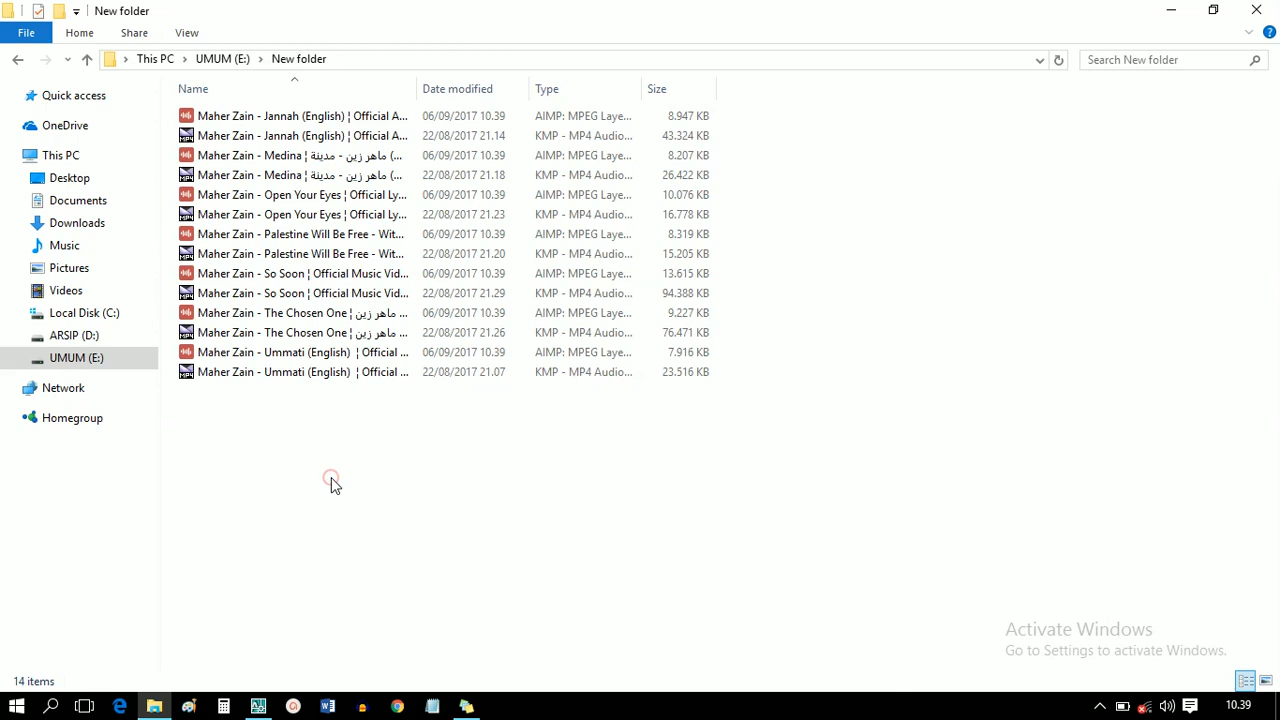 New folder
File Home Share View
This PC UMUM (E:) New folder Search New folder
Name Date modified Type Size
Quick access
OneDrive
This PC
Desktop
Documents
Downloads
Music
Pictures
Videos
Local Disk (C:)
ARSIP (D:)
UMUM (E:)
Network
Homegroup
Maher Zain - Jannah (English) ¦ Official A... 06/09/2017 10.39 AIMP: MPEG Laye... 8.947 KB
Maher Zain - Jannah (English) ¦ Official A... 22/08/2017 21.14 KMP - MP4 Audio... 43.324 KB
Maher Zain - Medina ¦ ماهر زين - مدينة (... 06/09/2017 10.39 AIMP: MPEG Laye... 8.207 KB
Maher Zain - Medina ¦ ماهر زين - مدينة (... 22/08/2017 21.18 KMP - MP4 Audio... 26.422 KB
Maher Zain - Open Your Eyes ¦ Official Ly... 06/09/2017 10.39 AIMP: MPEG Laye... 10.076 KB
Maher Zain - Open Your Eyes ¦ Official Ly... 22/08/2017 21.23 KMP - MP4 Audio... 16.778 KB
Maher Zain - Palestine Will Be Free - Wit... 06/09/2017 10.39 AIMP: MPEG Laye... 8.319 KB
Maher Zain - Palestine Will Be Free - Wit... 22/08/2017 21.20 KMP - MP4 Audio... 15.205 KB
Maher Zain - So Soon ¦ Official Music Vid... 06/09/2017 10.39 AIMP: MPEG Laye... 13.615 KB
Maher Zain - So Soon ¦ Official Music Vid... 22/08/2017 21.29 KMP - MP4 Audio... 94.388 KB
Maher Zain - The Chosen One ¦ ماهر زين ... 06/09/2017 10.39 AIMP: MPEG Laye... 9.227 KB
Maher Zain - The Chosen One ¦ ماهر زين ... 22/08/2017 21.26 KMP - MP4 Audio... 76.471 KB
Maher Zain - Ummati (English) ¦ Official ... 06/09/2017 10.39 AIMP: MPEG Laye... 7.916 KB
Maher Zain - Ummati (English) ¦ Official ... 22/08/2017 21.07 KMP - MP4 Audio... 23.516 KB
Activate Windows
Go to Settings to activate Windows.
14 items
10.39